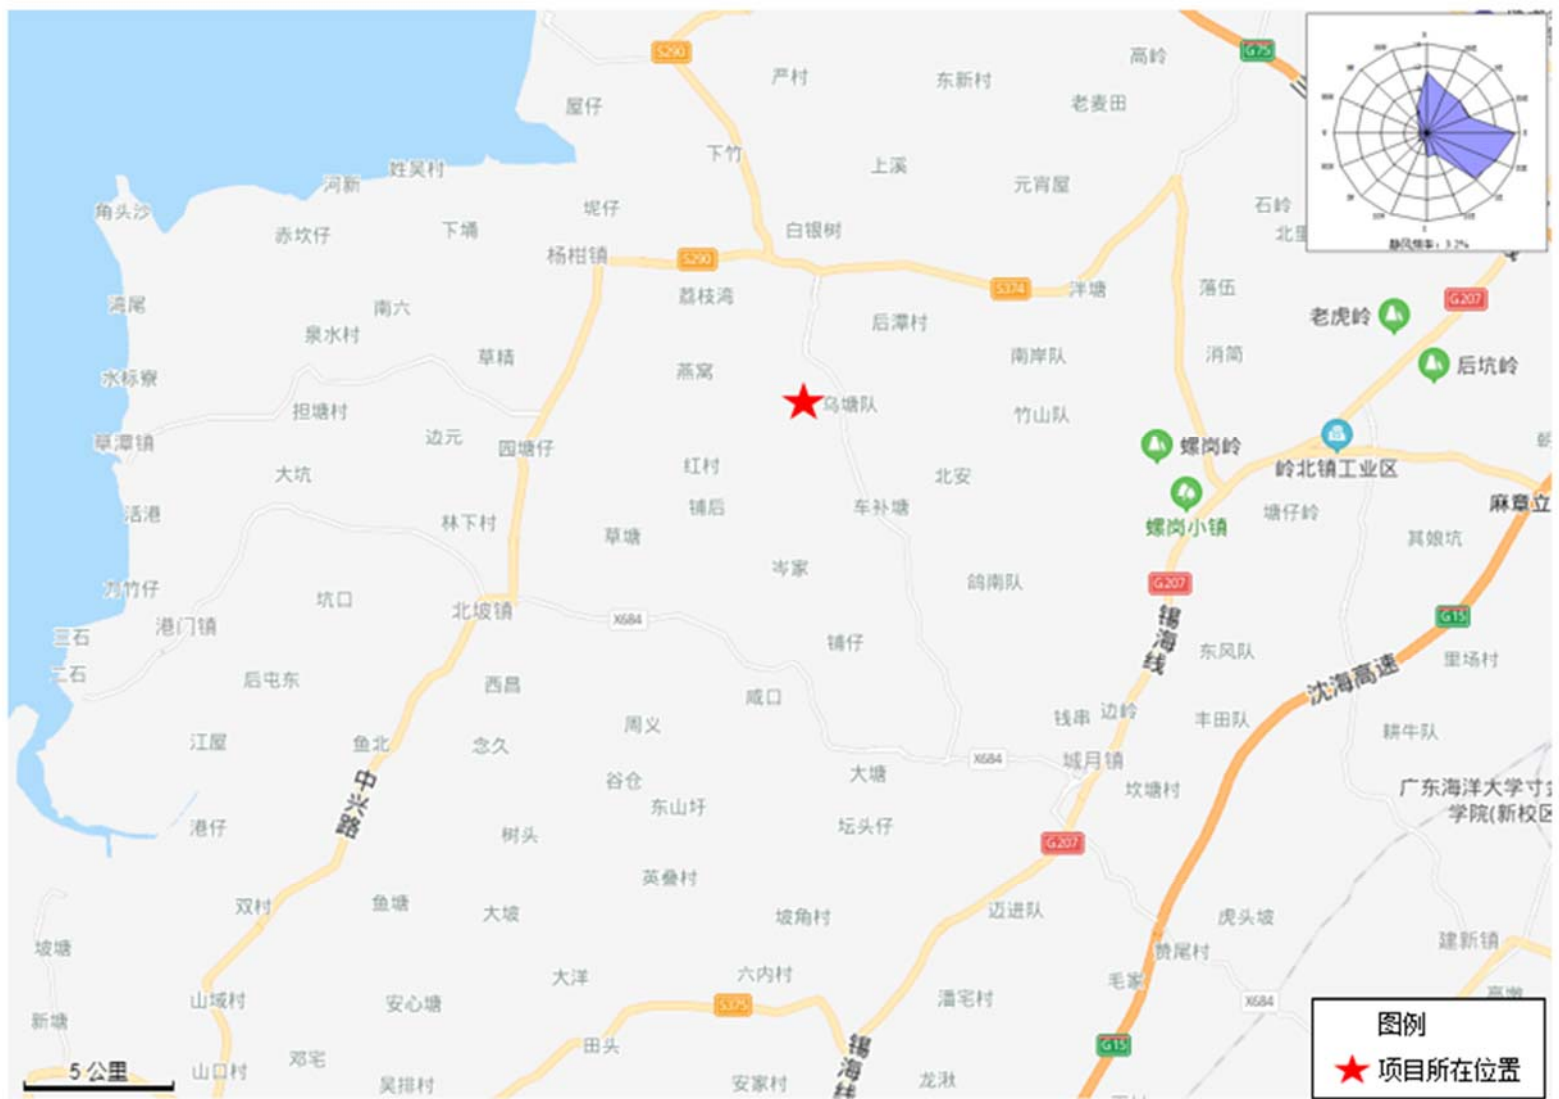 S290
G75
严村
高岭
东新村
老麦田
屋仔
下竹
上溪
姓吴村
河新
元宵屋
角头沙
坭仔
石岭
赤坎仔
下埇
白银树
静风频率：3.2%
杨柑镇
S290
S374
洋塘
落伍
荔枝湾
湾尾
南六
G207
老虎岭
后潭村
泉水村
草精
南岸队
消简
后坑岭
燕窝
水标寮
担塘村
乌塘队
竹山队
边元
草潭镇
园塘仔
螺岗岭
岭北镇工业区
红村
大坑
北安
铺后
车补塘
麻章立
活港
林下村
塘仔岭
螺岗小镇
草塘
其娘坑
岑家
鸽南队
力竹仔
坑口
北坡镇
G207
港门镇
X684
G15
三石
锡海线
铺仔
东风队
里场村
二石
后屯东
西昌
沈海高速
咸口
钱串
边岭
丰田队
周义
耕牛队
江屋
鱼北
念久
X684
城月镇
大塘
谷仓
坎塘村
广东海洋大学寸金
学院(新校区
中兴路
东山圩
港仔
树头
坛头仔
G207
英叠村
双村
鱼塘
大坡
坡角村
迈进队
虎头坡
坡塘
赞尾村
建新镇
大洋
六内村
毛家
山域村
安心塘
S375
潘宅村
X684
新塘
图例
田头
锡海线
G15
5 公里
山口村
邓宅
吴排村
安家村
龙湫
项目所在位置